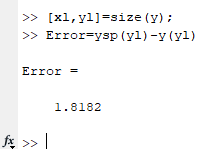 >> [xl,yl]=size(y);
>> Error=ysp(yl)-y(yl)
Error =
1.8182
fx >>